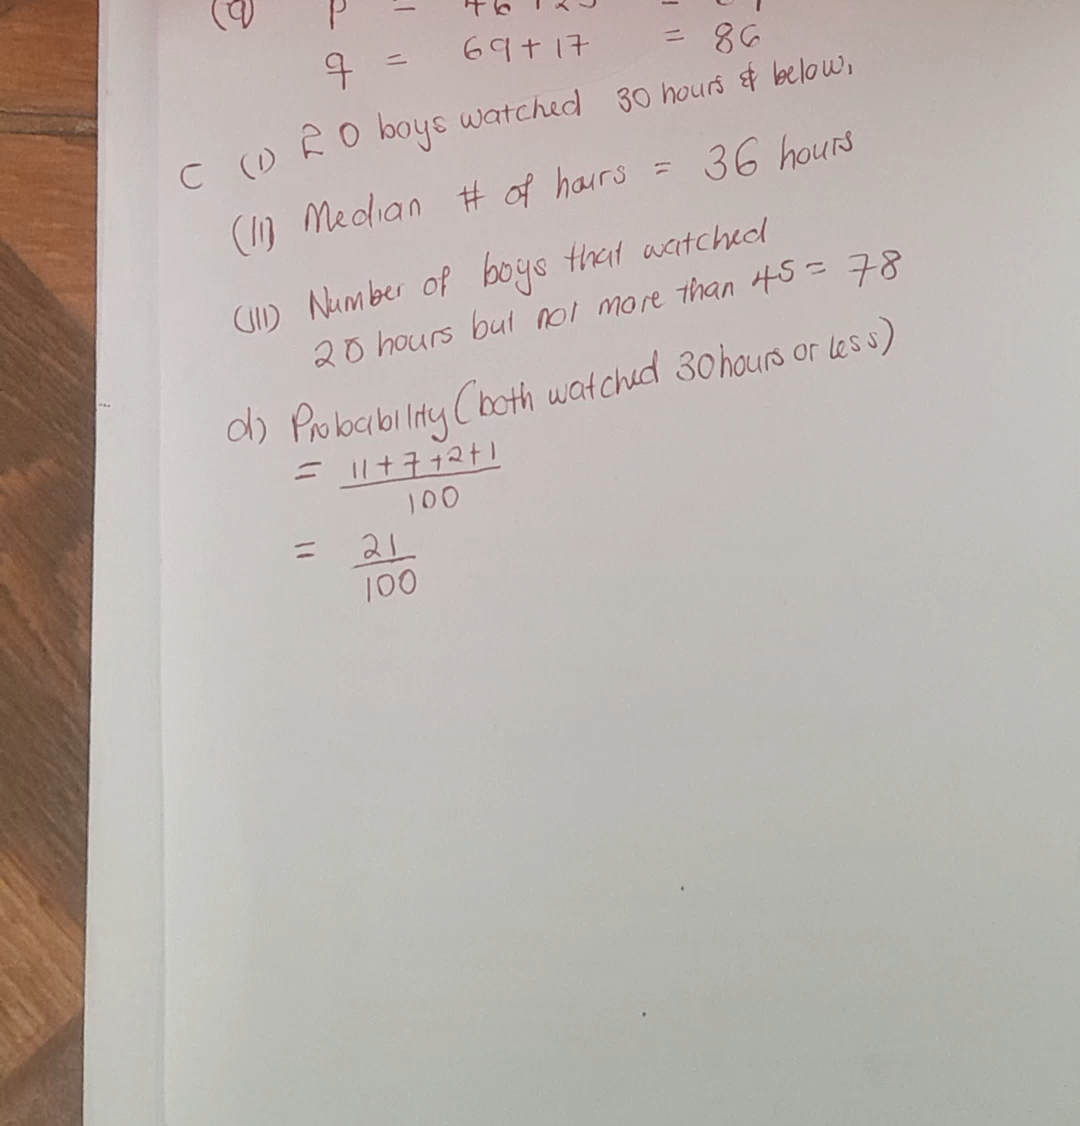 (a) p =
q = 69+17 = 86
c (i) 20 boys watched 30 hours & below.
(ii) Median # of hours = 36 hours
(iii) Number of boys that watched
20 hours but not more than 45 = 78
d) Probability (both watched 30 hours or less)
= 11+7+2+1
100
= 21
100